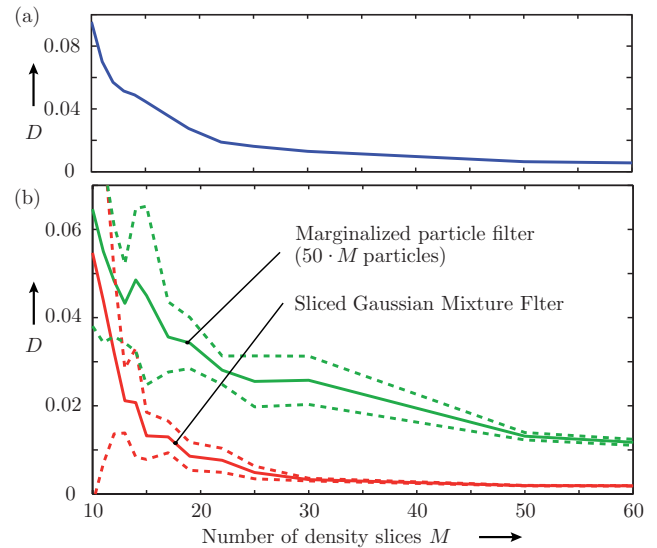 (a)
0.08
0.04
D
0
(b)
0.06
Marginalized particle filter
(50 · M particles)
Sliced Gaussian Mixture Flter
0.04
D
0.02
0
10 20 30 40 50 60
Number of density slices M